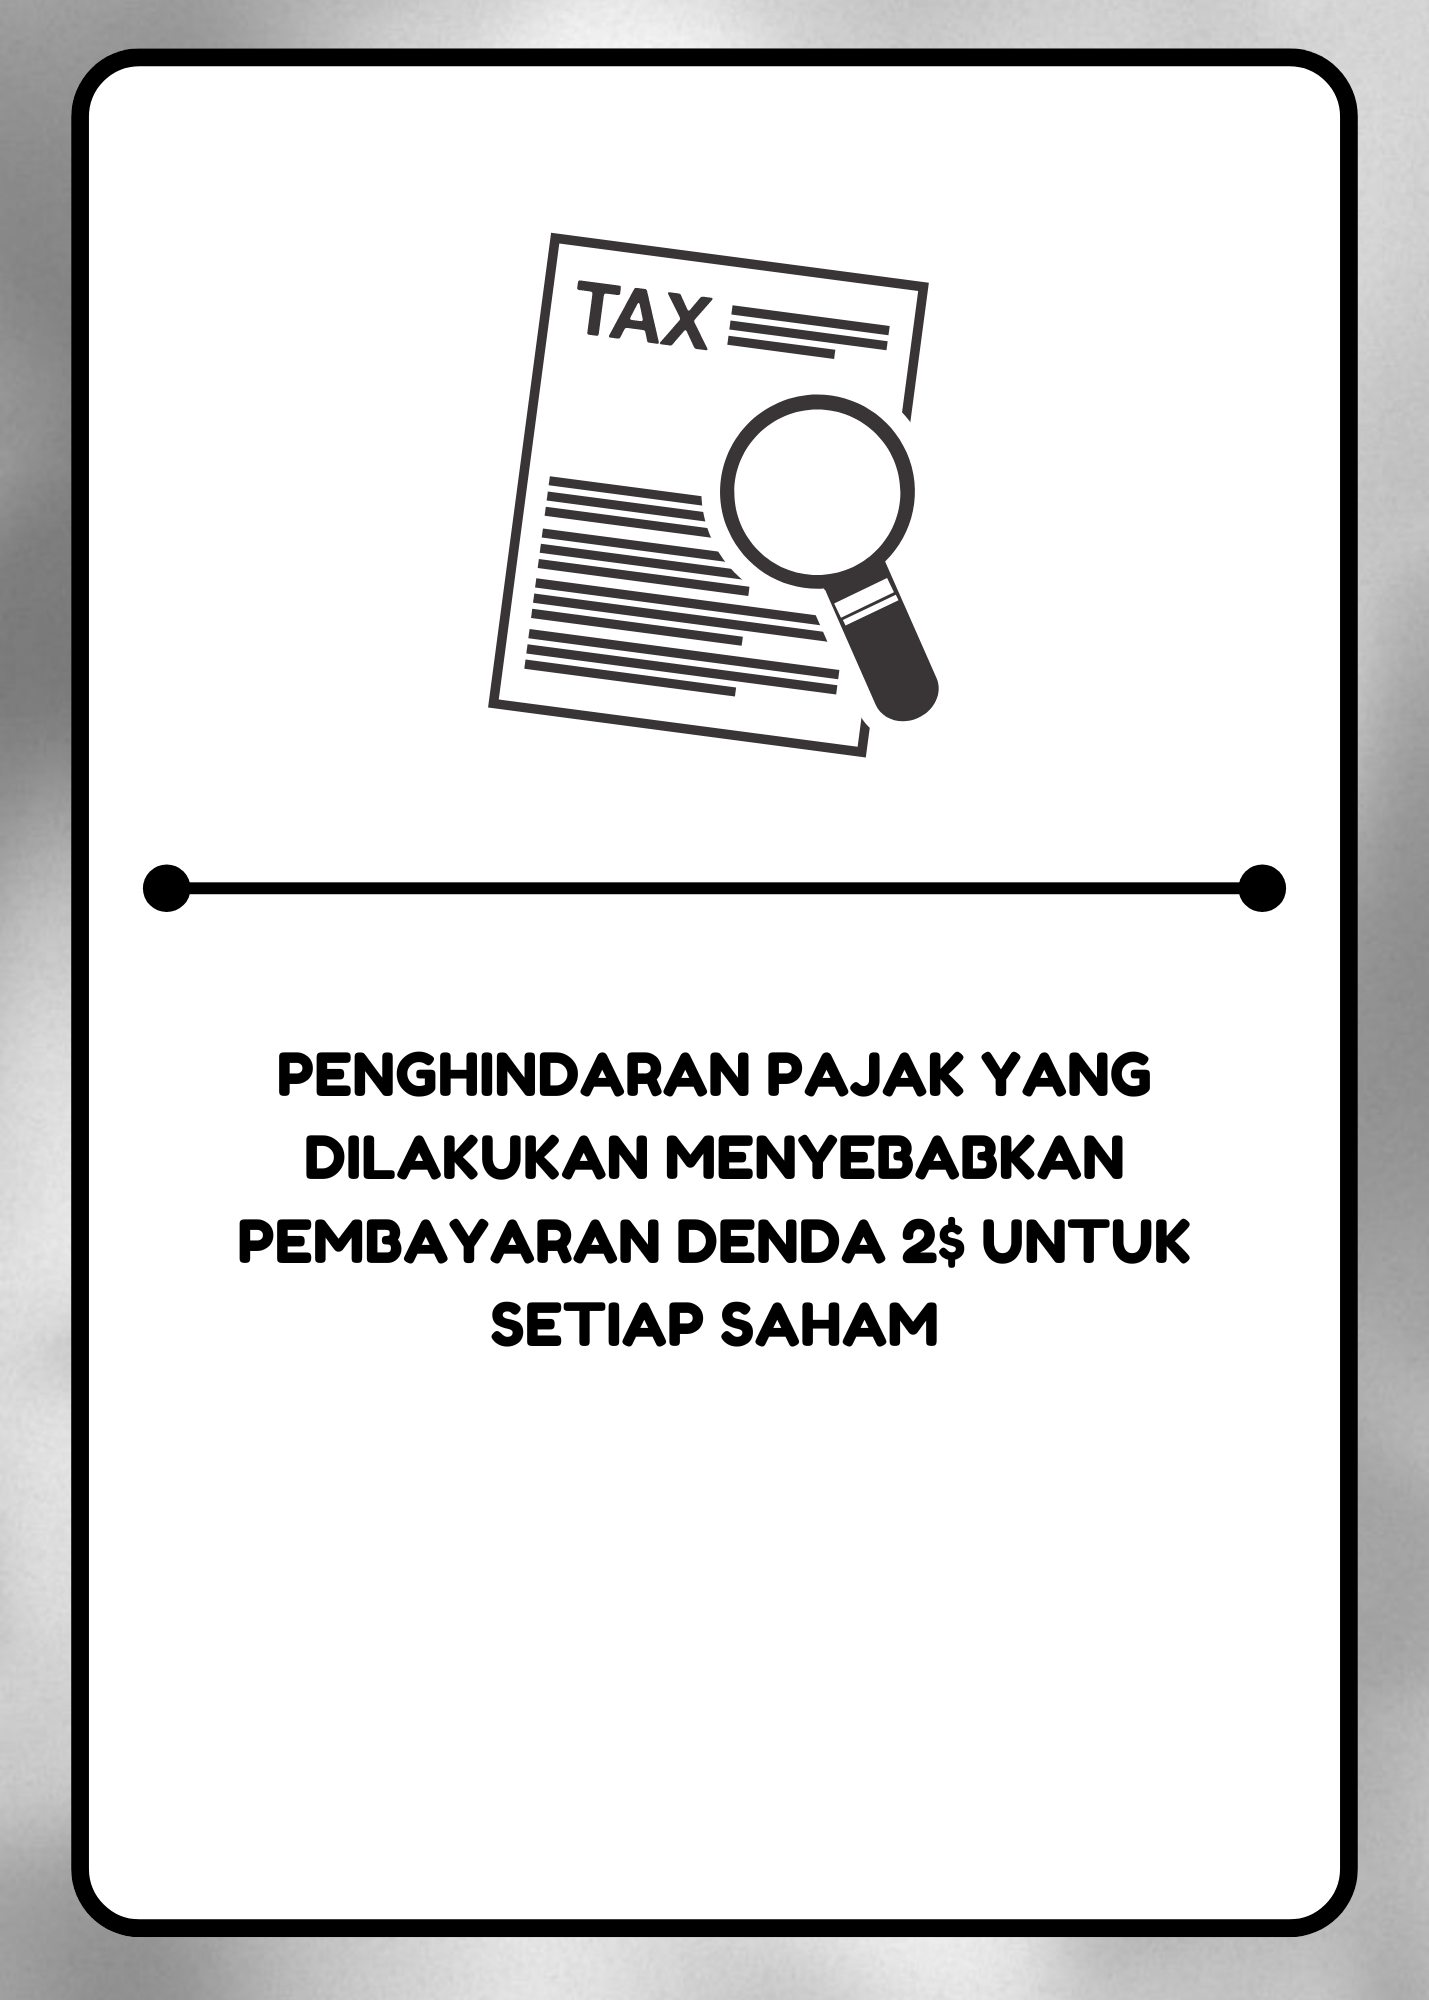 TAX
PENGHINDARAN PAJAK YANG
DILAKUKAN MENYEBABKAN
PEMBAYARAN DENDA 2$ UNTUK
SETIAP SAHAM